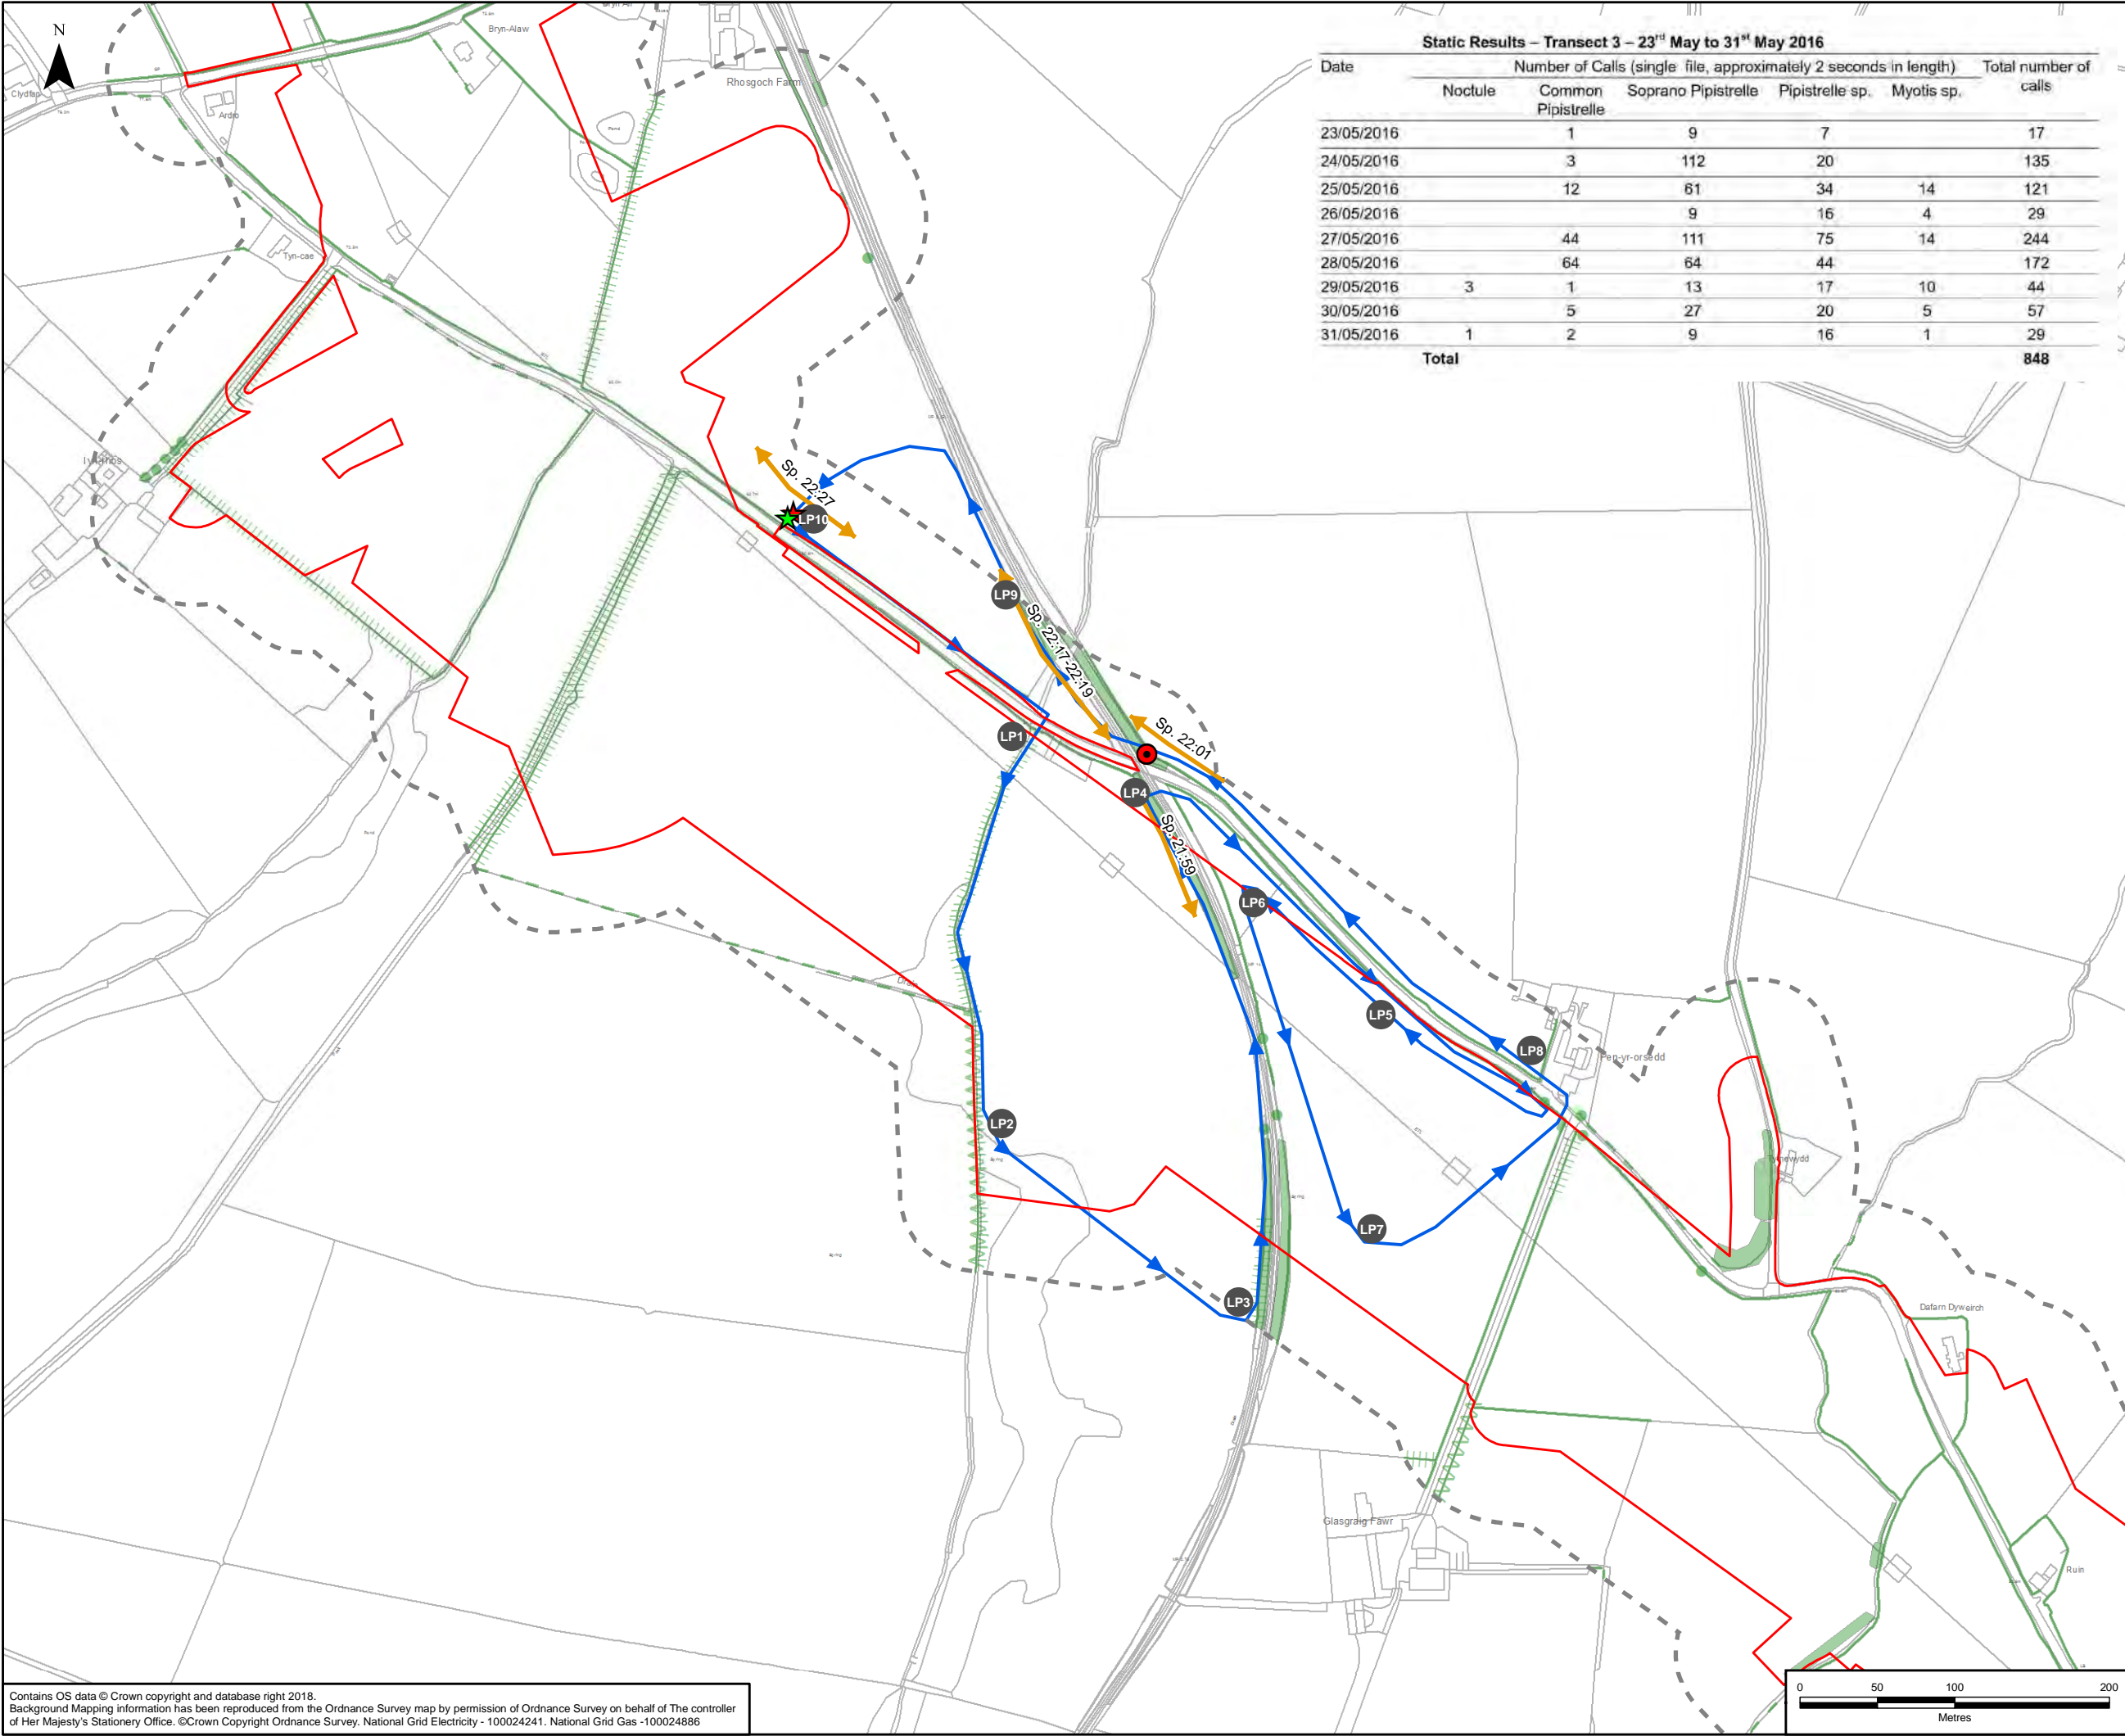 N
Static Results – Transect 3 – 23rd May to 31st May 2016
Date Number of Calls (single file, approximately 2 seconds in length) Total number of calls
Noctule Common Pipistrelle Soprano Pipistrelle Pipistrelle sp. Myotis sp.
23/05/2016 1 9 7 17
24/05/2016 3 112 20 135
25/05/2016 12 61 34 14 121
26/05/2016 9 16 4 29
27/05/2016 44 111 75 14 244
28/05/2016 64 64 44 172
29/05/2016 3 1 13 17 10 44
30/05/2016 5 27 20 5 57
31/05/2016 1 2 9 16 1 29
Total 848
Bryn-Alaw
Rhosgoch Farm
Clydfan
Ardro
Pond
Tyn-cae
Sp. 22:27
LP10
LP9
Sp. 22:17-22:19
LP1
Sp. 22:01
LP4
Sp. 21:59
LP6
Drain
LP5
LP8
Pen-yr-orsedd
LP2
LP7
LP3
Dafarn Dyweirch
Glasgraig Fawr
Ruin
Contains OS data © Crown copyright and database right 2018.
Background Mapping information has been reproduced from the Ordnance Survey map by permission of Ordnance Survey on behalf of The controller
of Her Majesty's Stationery Office. ©Crown Copyright Ordnance Survey. National Grid Electricity - 100024241. National Grid Gas -100024886
0 50 100 200
Metres